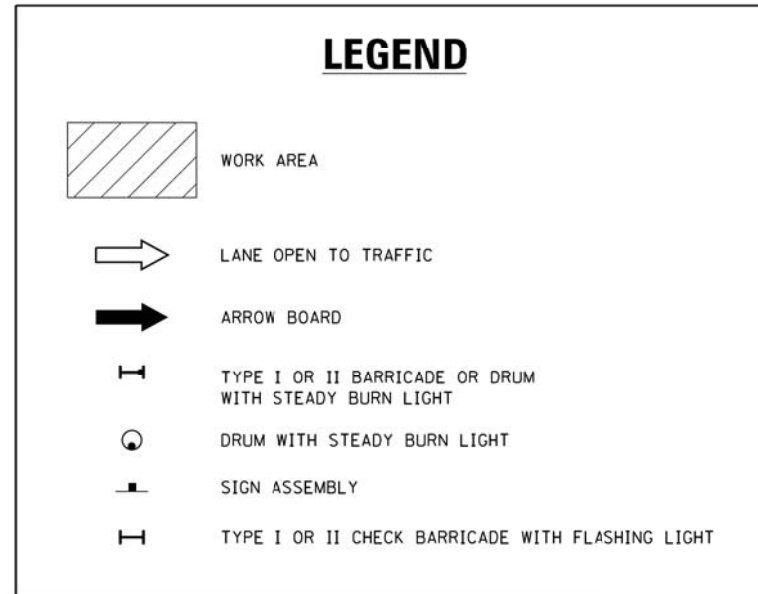 LEGEND
WORK AREA
LANE OPEN TO TRAFFIC
ARROW BOARD
TYPE I OR II BARRICADE OR DRUM
WITH STEADY BURN LIGHT
DRUM WITH STEADY BURN LIGHT
SIGN ASSEMBLY
TYPE I OR II CHECK BARRICADE WITH FLASHING LIGHT